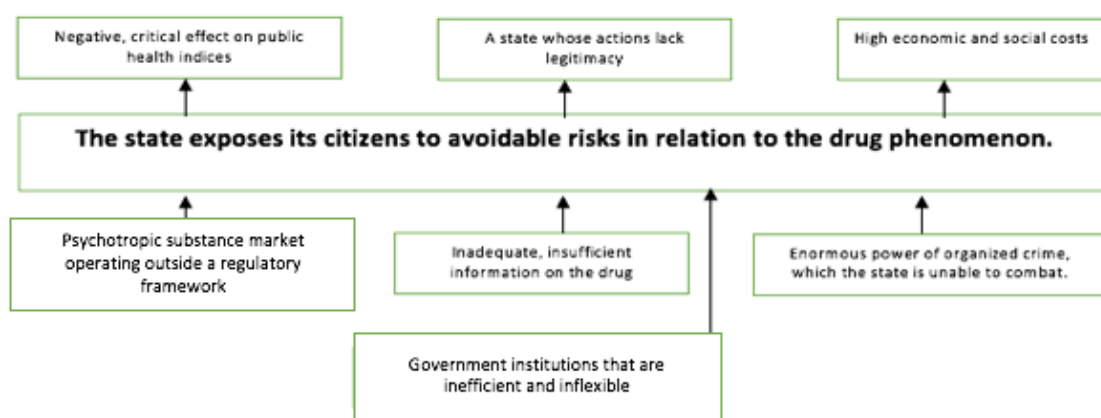 Negative, critical effect on public
health indices
A state whose actions lack
legitimacy
High economic and social costs
The state exposes its citizens to avoidable risks in relation to the drug phenomenon.
Psychotropic substance market
operating outside a regulatory
framework
Inadequate, insufficient
information on the drug
Enormous power of organized crime,
which the state is unable to combat.
Government institutions that are
inefficient and inflexible